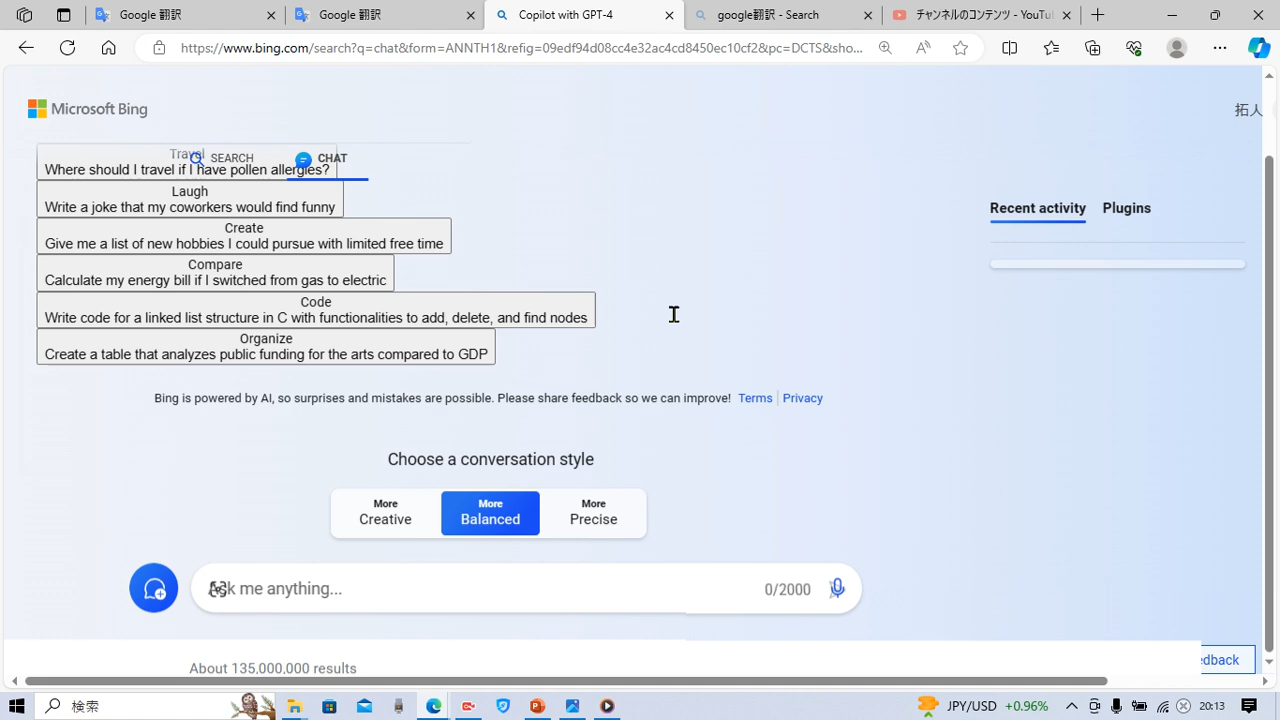 Google 翻訳
Google 翻訳
Copilot with GPT-4
google翻訳 - Search
チャンネルのコンテンツ - YouTu
https://www.bing.com/search?q=chat&form=ANNTH1&refig=09edf94d08cc4e32ac4cd8450ec10cf2&pc=DCTS&sho...
Microsoft Bing
拓人
SEARCH
CHAT
Travel
Where should I travel if I have pollen allergies?
Laugh
Write a joke that my coworkers would find funny
Create
Give me a list of new hobbies I could pursue with limited free time
Compare
Calculate my energy bill if I switched from gas to electric
Code
Write code for a linked list structure in C with functionalities to add, delete, and find nodes
Organize
Create a table that analyzes public funding for the arts compared to GDP
Recent activity
Plugins
Bing is powered by AI, so surprises and mistakes are possible. Please share feedback so we can improve! Terms Privacy
Choose a conversation style
More
Creative
More
Balanced
More
Precise
Ask me anything...
0/2000
About 135,000,000 results
edback
検索
JPY/USD +0.96%
20:13